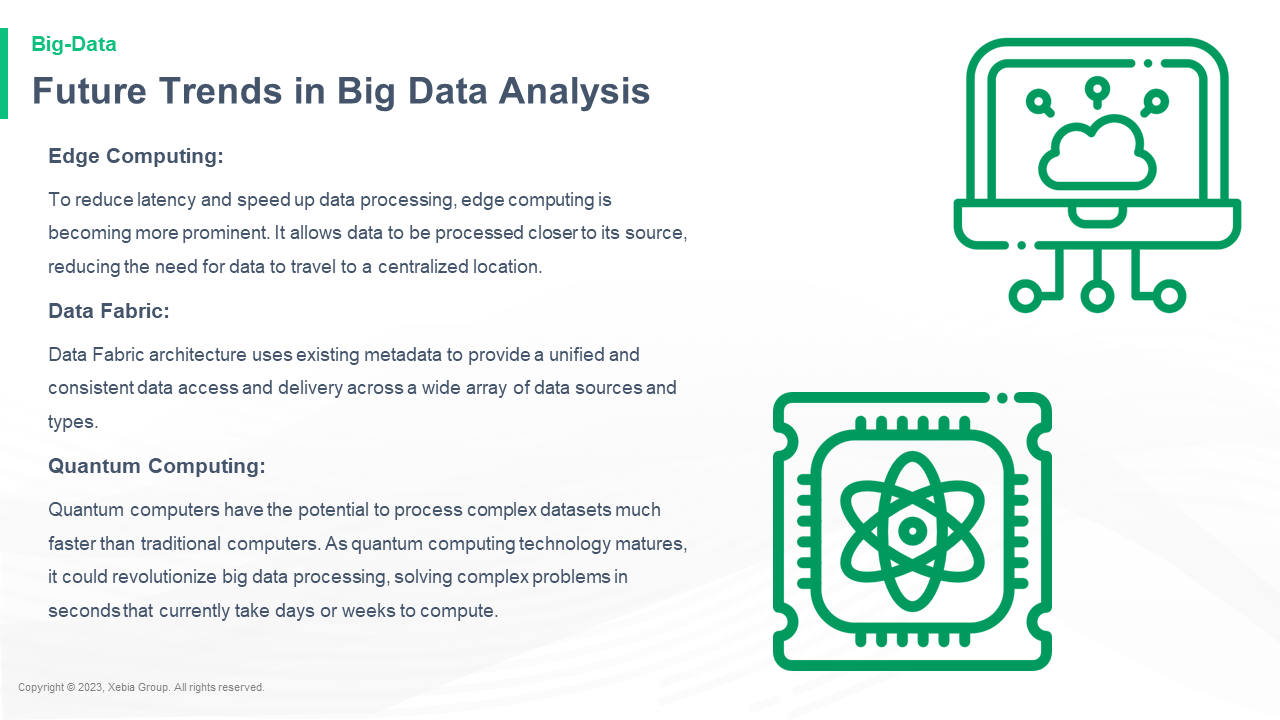 Big-Data
Future Trends in Big Data Analysis
Edge Computing:
To reduce latency and speed up data processing, edge computing is
becoming more prominent. It allows data to be processed closer to its source,
reducing the need for data to travel to a centralized location.
Data Fabric:
Data Fabric architecture uses existing metadata to provide a unified and
consistent data access and delivery across a wide array of data sources and
types.
Quantum Computing:
Quantum computers have the potential to process complex datasets much
faster than traditional computers. As quantum computing technology matures,
it could revolutionize big data processing, solving complex problems in
seconds that currently take days or weeks to compute.
Copyright © 2023, Xebia Group. All rights reserved.